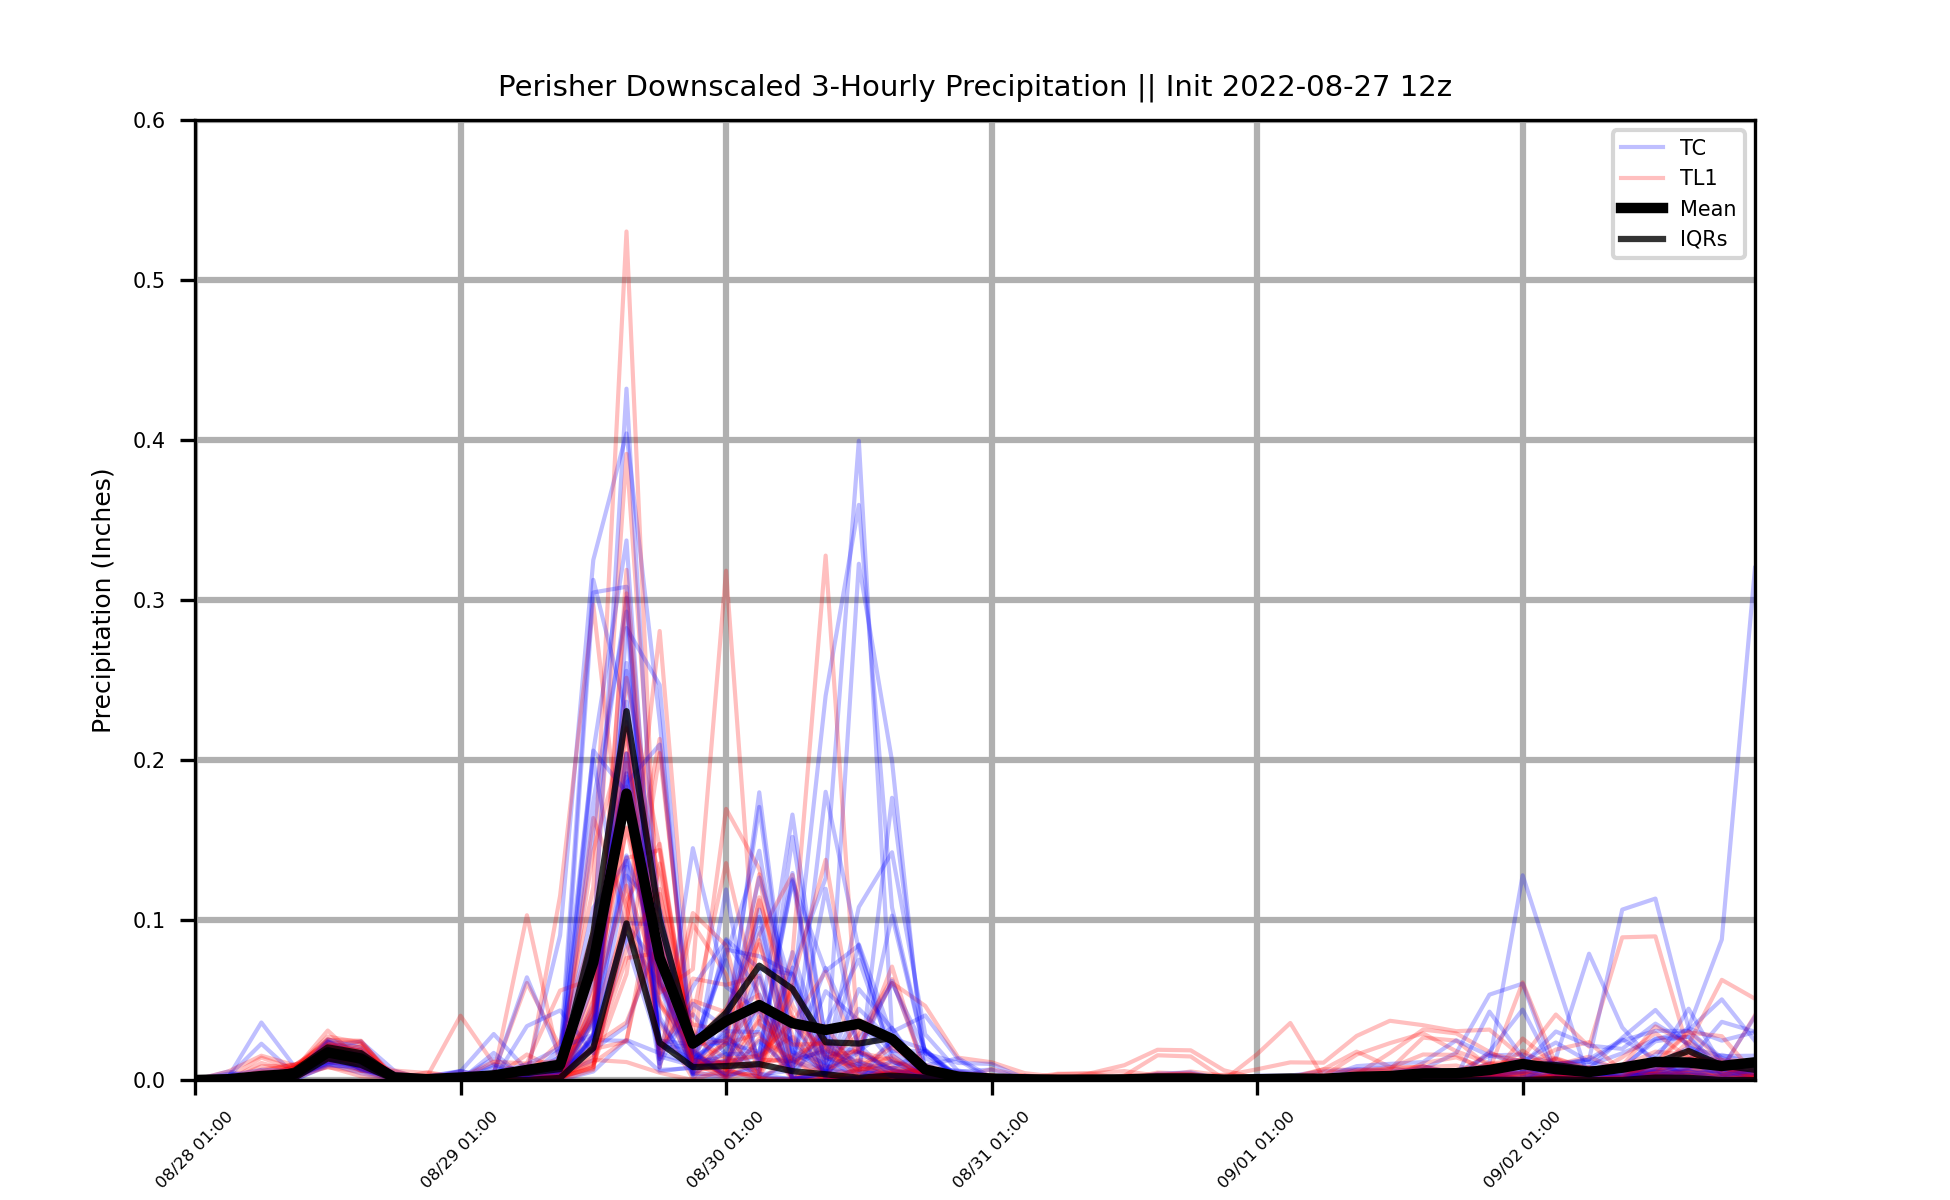 Perisher Downscaled 3-Hourly Precipitation || Init 2022-08-27 12z
TC
TL1
Mean
IQRs
Precipitation (Inches)
0.6
0.5
0.4
0.3
0.2
0.1
0.0
08/28 01:00
08/29 01:00
08/30 01:00
08/31 01:00
09/01 01:00
09/02 01:00